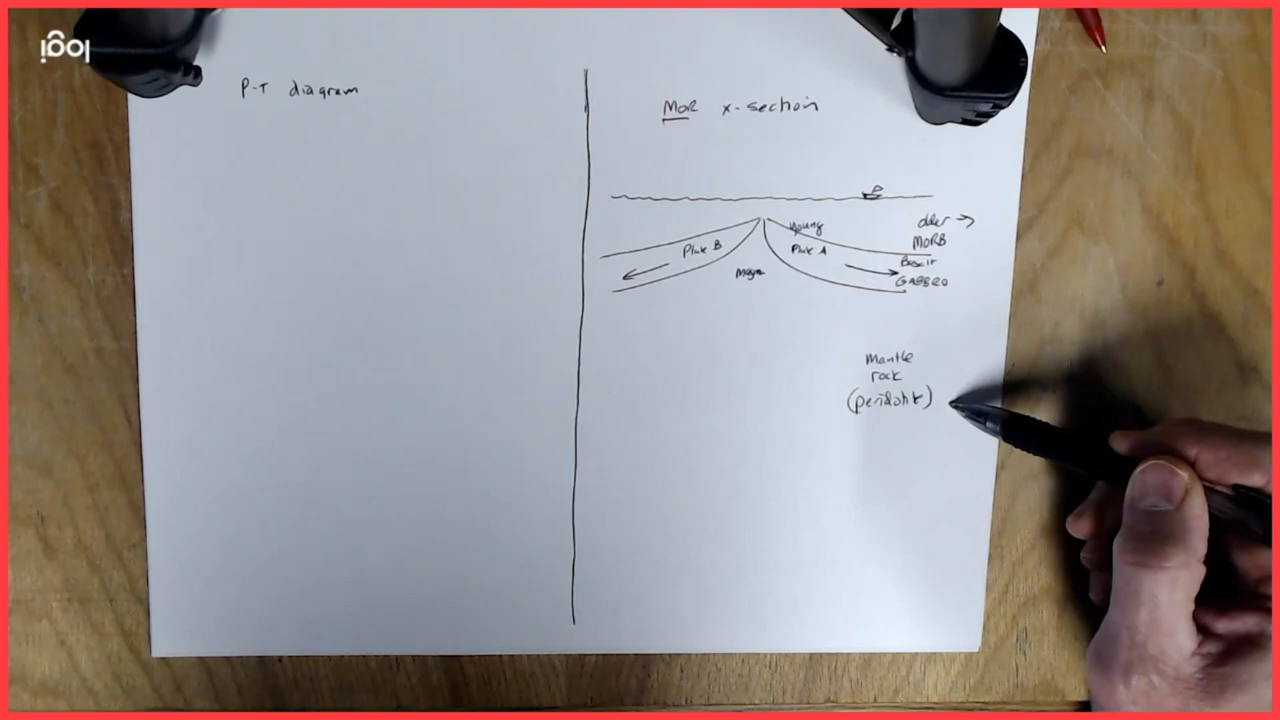 logi
P-T diagram
MOR x-section
young
older →
Plate B
Plate A
MORB
Basalt
GABBRO
Magma
Mantle
rock
(peridotite)